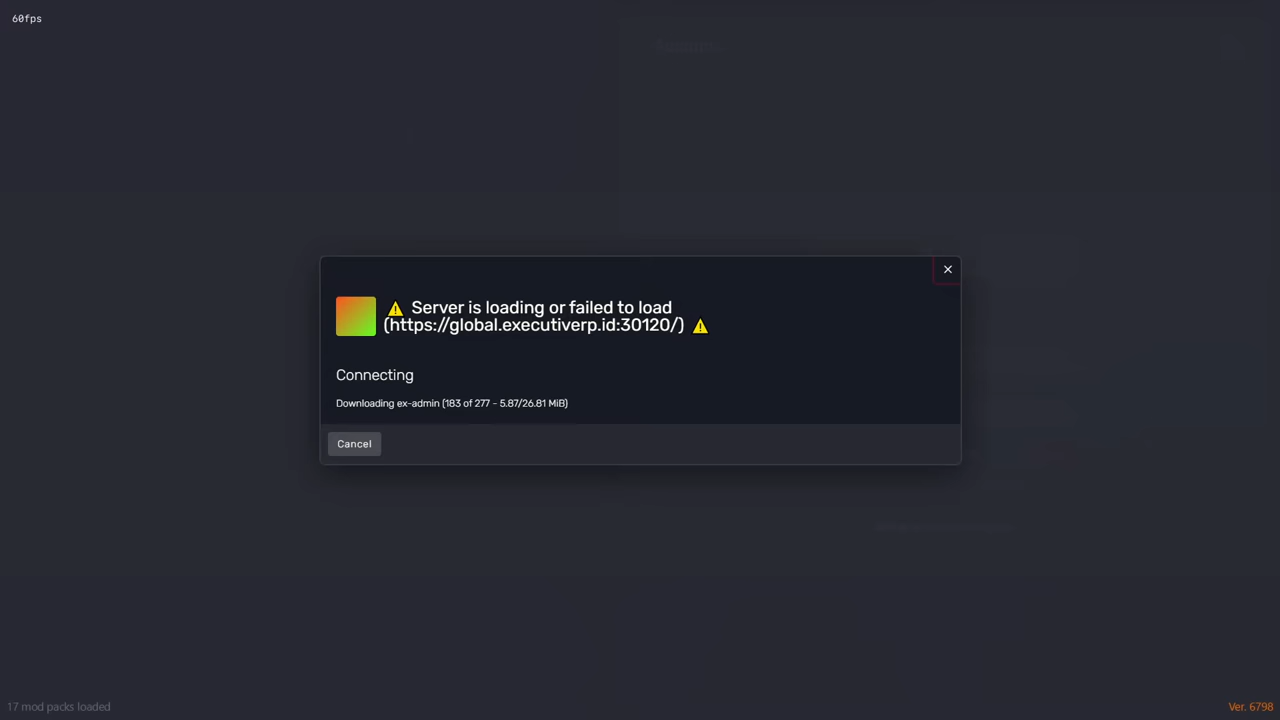 60fps
⚠ Server is loading or failed to load
(https://global.executiverp.id:30120/) ⚠
Connecting
Downloading ex-admin (183 of 277 - 5.87/26.81 MiB)
Cancel
17 mod packs loaded
Ver. 6798